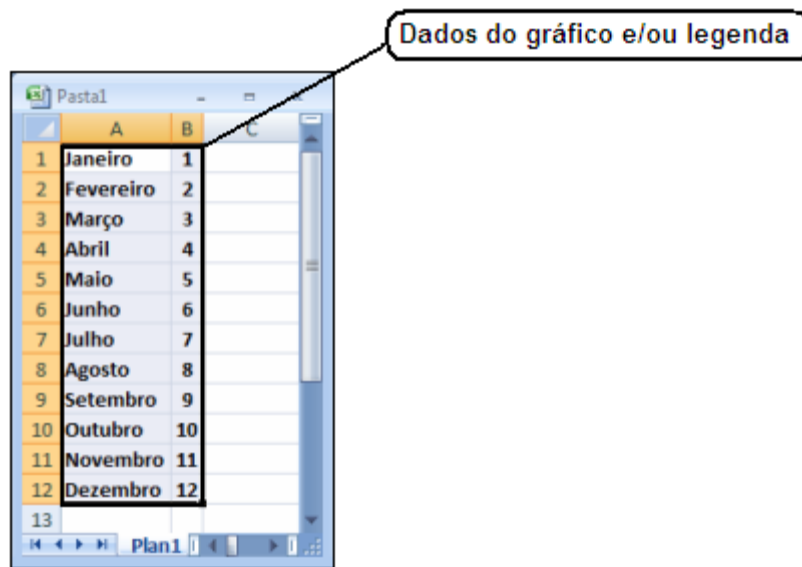 Dados do gráfico e/ou legenda
Pasta1
A B C
1 Janeiro 1
2 Fevereiro 2
3 Março 3
4 Abril 4
5 Maio 5
6 Junho 6
7 Julho 7
8 Agosto 8
9 Setembro 9
10 Outubro 10
11 Novembro 11
12 Dezembro 12
13
Plan1